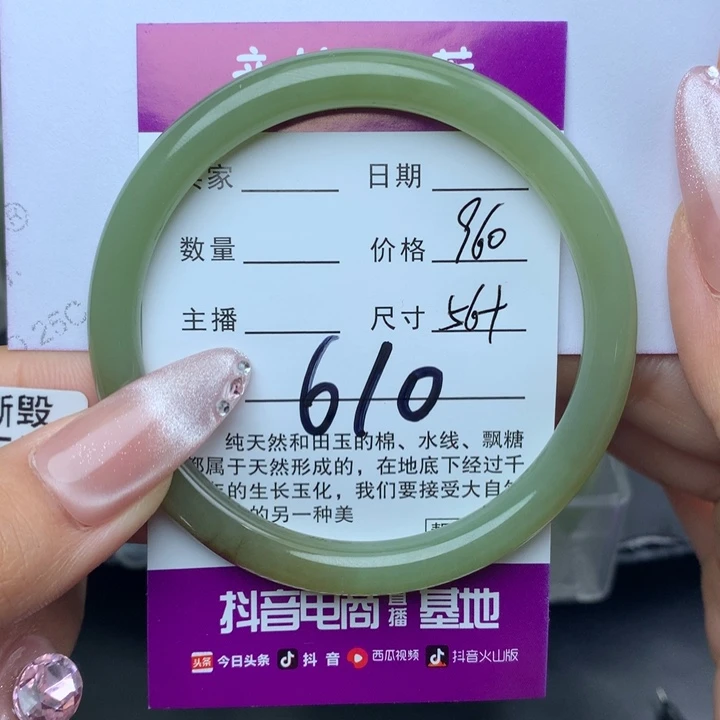 家 日期
数量 价格 960
主播 尺寸 56+
610
断毁
纯天然和田玉的棉、水线、飘糖
都属于天然形成的，在地底下经过千
的生长玉化，我们要接受大自
的另一种美
抖音电商直播基地
头条 今日头条 抖音 西瓜视频 抖音火山版